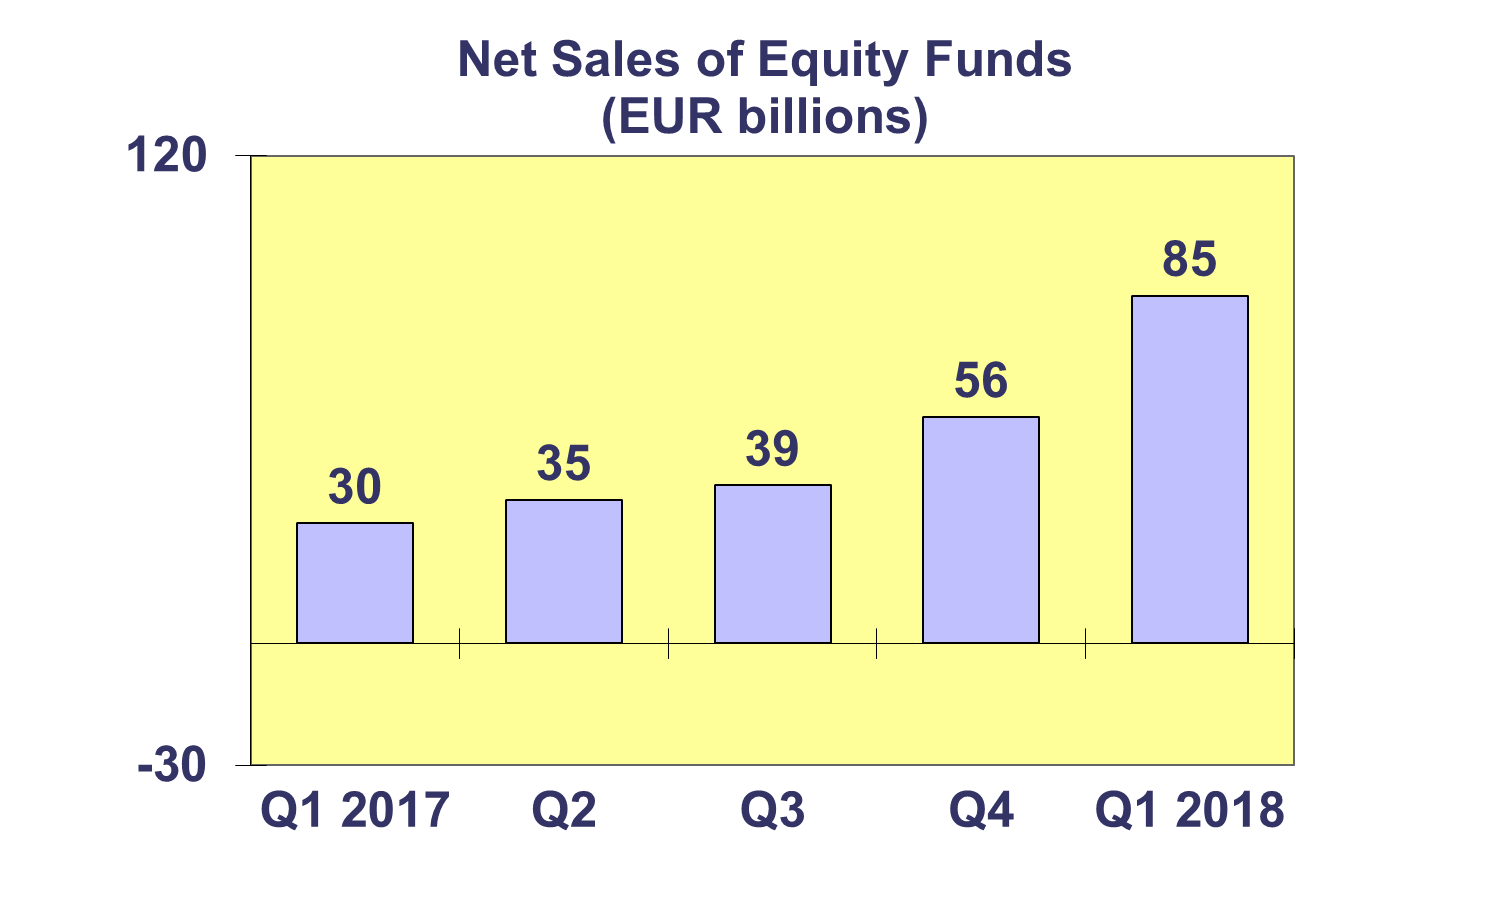 Net Sales of Equity Funds
(EUR billions)
120
85
56
39
35
30
-30
Q1 2017 Q2 Q3 Q4 Q1 2018